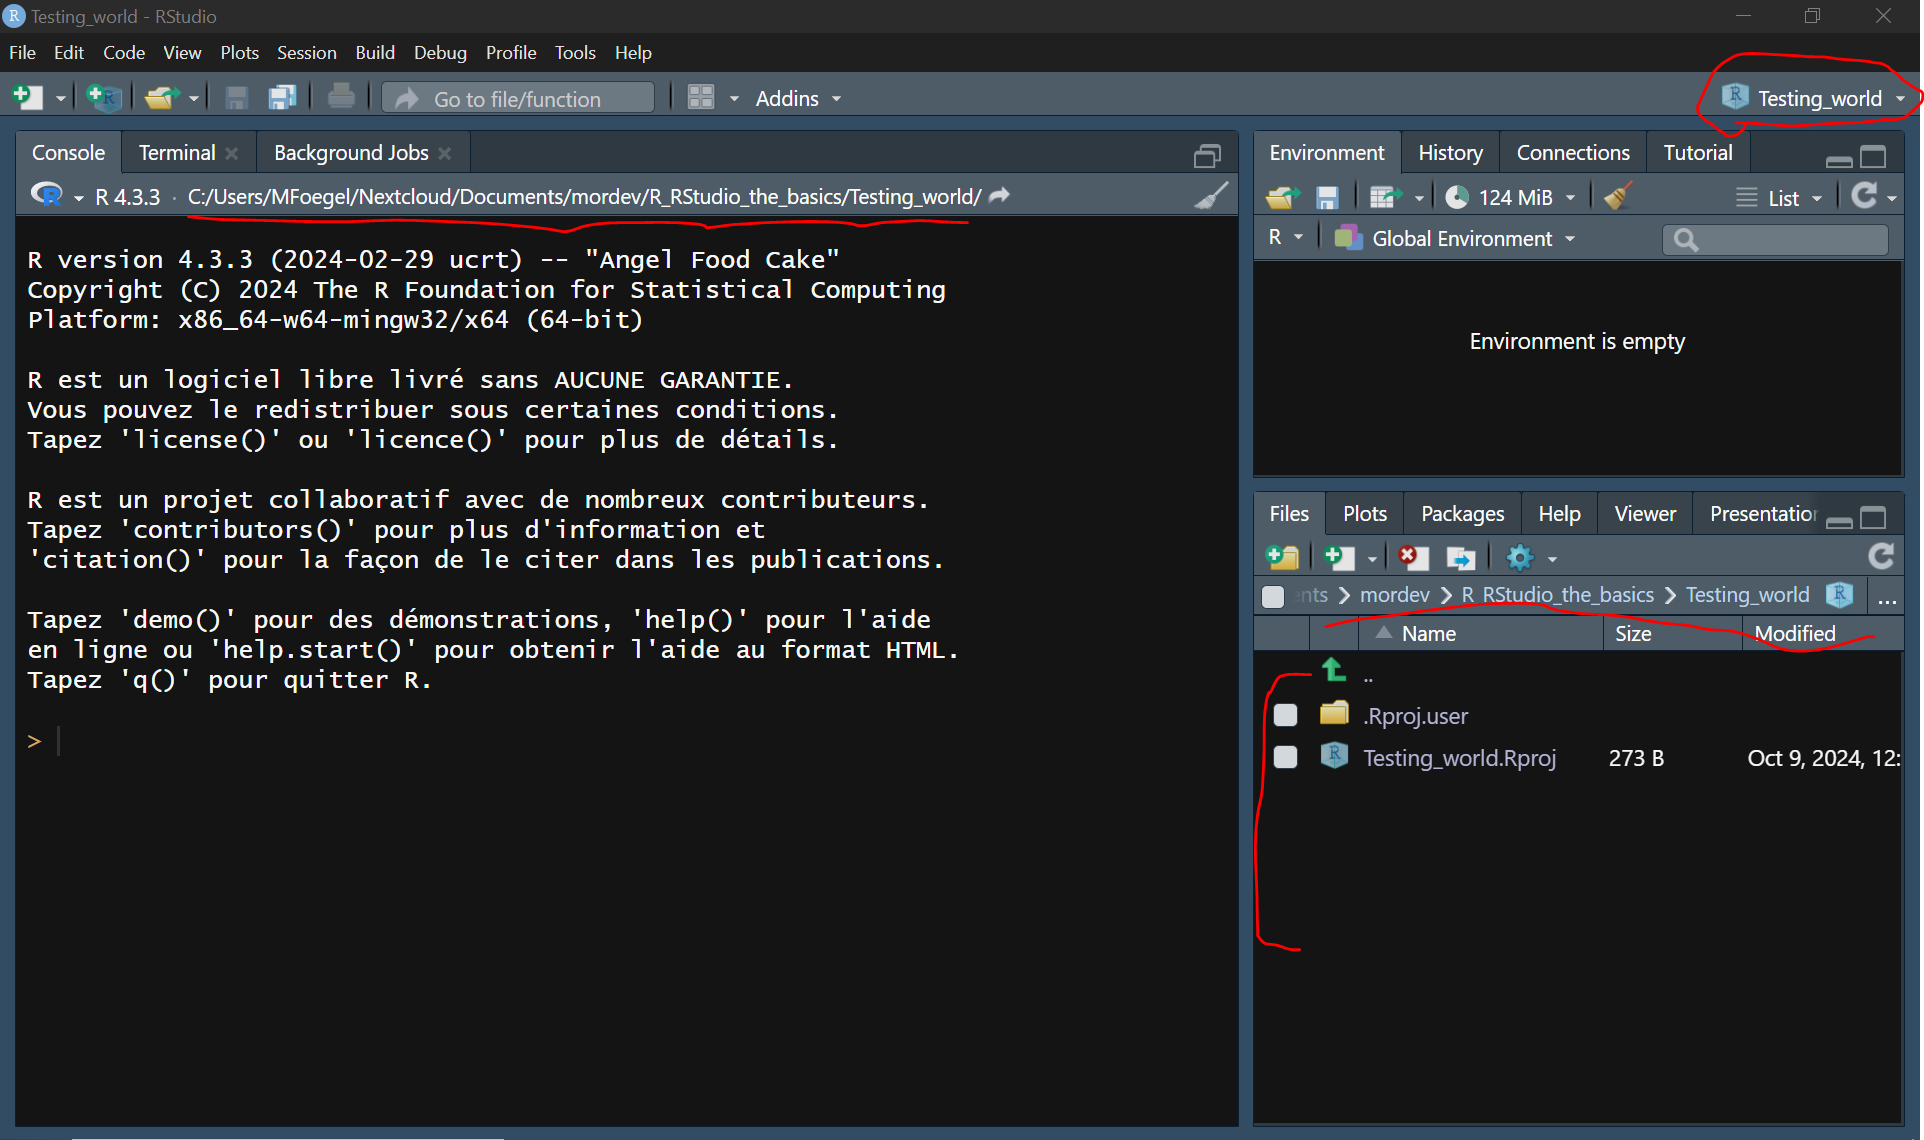 Testing_world - RStudio
File Edit Code View Plots Session Build Debug Profile Tools Help
Go to file/function Addins Testing_world
Console Terminal Background Jobs
R 4.3.3 · C:/Users/MFoegel/Nextcloud/Documents/mordev/R_RStudio_the_basics/Testing_world/
R version 4.3.3 (2024-02-29 ucrt) -- "Angel Food Cake"
Copyright (C) 2024 The R Foundation for Statistical Computing
Platform: x86_64-w64-mingw32/x64 (64-bit)
R est un logiciel libre livré sans AUCUNE GARANTIE.
Vous pouvez le redistribuer sous certaines conditions.
Tapez 'license()' ou 'licence()' pour plus de détails.
R est un projet collaboratif avec de nombreux contributeurs.
Tapez 'contributors()' pour plus d'information et
'citation()' pour la façon de le citer dans les publications.
Tapez 'demo()' pour des démonstrations, 'help()' pour l'aide
en ligne ou 'help.start()' pour obtenir l'aide au format HTML.
Tapez 'q()' pour quitter R.
>
Environment History Connections Tutorial
124 MiB List
R Global Environment
Environment is empty
Files Plots Packages Help Viewer Presentation
ents > mordev > R_RStudio_the_basics > Testing_world ...
Name Size Modified
..
.Rproj.user
Testing_world.Rproj 273 B Oct 9, 2024, 12: